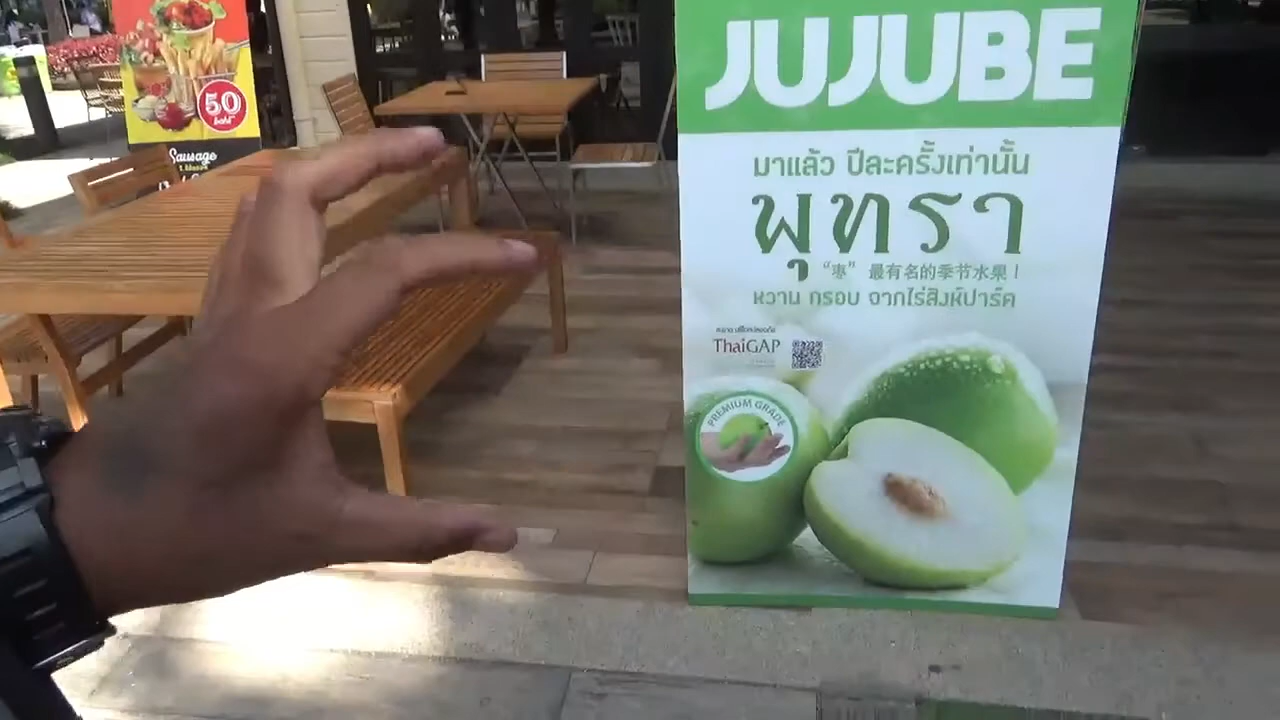 JUJUBE
มาแล้ว ปีละครั้งเท่านั้น
พุทรา
“枣” 最有名的季节水果！
หวาน กรอบ จากไร่สิงห์ปาร์ค
ThaiGAP
PREMIUM GRADE
50
Sausage